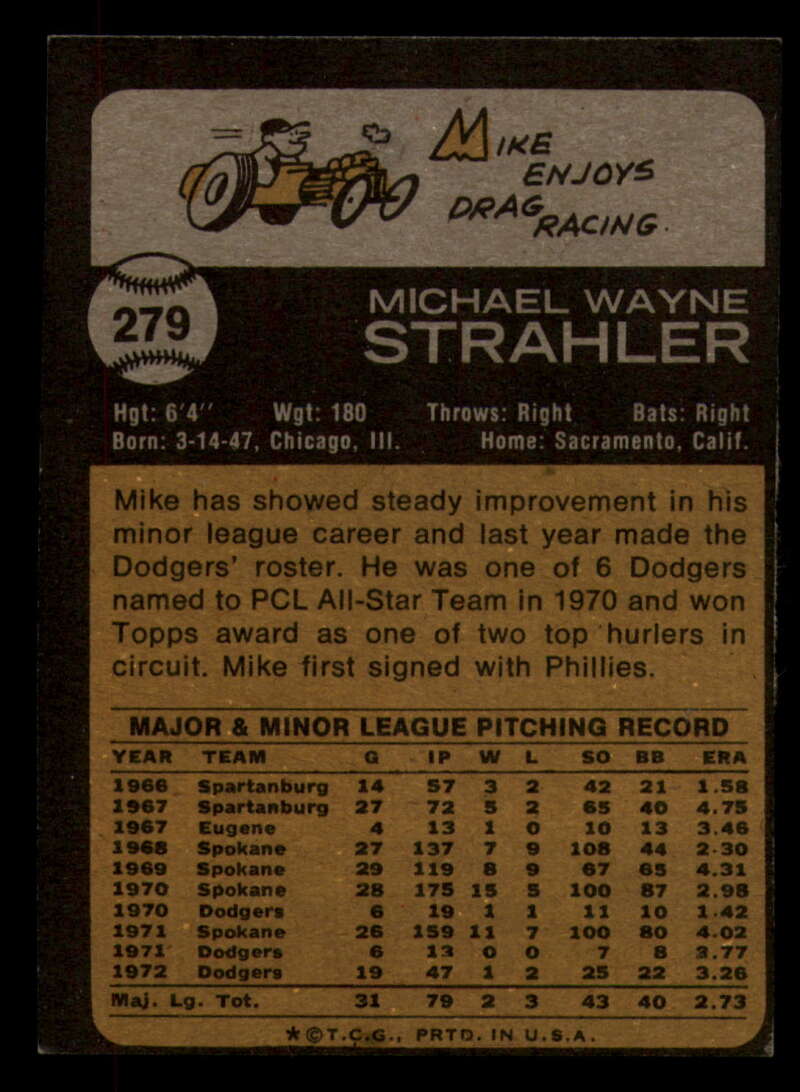 MIKE
ENJOYS
DRAG
RACING.
279
MICHAEL WAYNE
STRAHLER
Hgt: 6'4" Wgt: 180 Throws: Right Bats: Right
Born: 3-14-47, Chicago, Ill. Home: Sacramento, Calif.
Mike has showed steady improvement in his
minor league career and last year made the
Dodgers' roster. He was one of 6 Dodgers
named to PCL All-Star Team in 1970 and won
Topps award as one of two top hurlers in
circuit. Mike first signed with Phillies.
MAJOR & MINOR LEAGUE PITCHING RECORD
YEAR TEAM G IP W L SO BB ERA
1966 Spartanburg 14 57 3 2 42 21 1.58
1967 Spartanburg 27 72 5 2 65 40 4.75
1967 Eugene 4 13 1 0 10 13 3.46
1968 Spokane 27 137 7 9 108 44 2.30
1969 Spokane 29 119 8 9 67 65 4.31
1970 Spokane 28 175 15 5 100 87 2.98
1970 Dodgers 6 19 1 1 11 10 1.42
1971 Spokane 26 159 11 7 100 80 4.02
1971 Dodgers 6 13 0 0 7 8 2.77
1972 Dodgers 19 47 1 2 25 22 3.26
Maj. Lg. Tot. 31 79 2 3 43 40 2.73
★©T.C.G., PRTD. IN U.S.A.